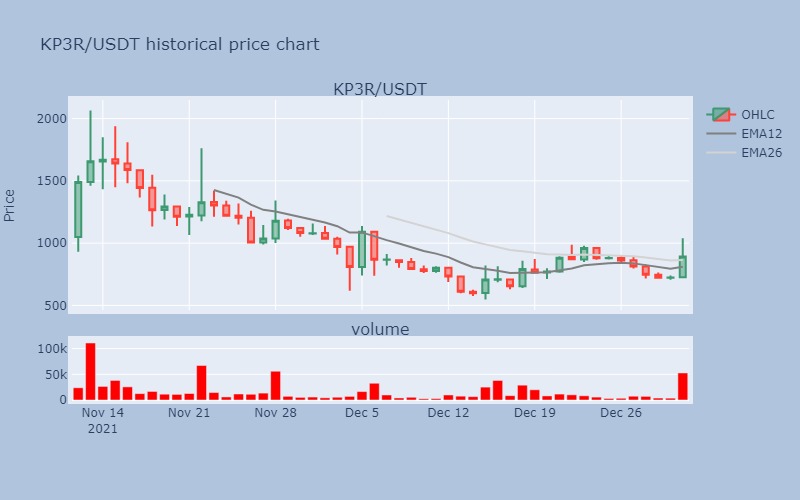 KP3R/USDT historical price chart
KP3R/USDT
OHLC
EMA12
EMA26
Price
2000
1500
1000
500
volume
100k
50k
0
Nov 14 Nov 21 Nov 28 Dec 5 Dec 12 Dec 19 Dec 26
2021